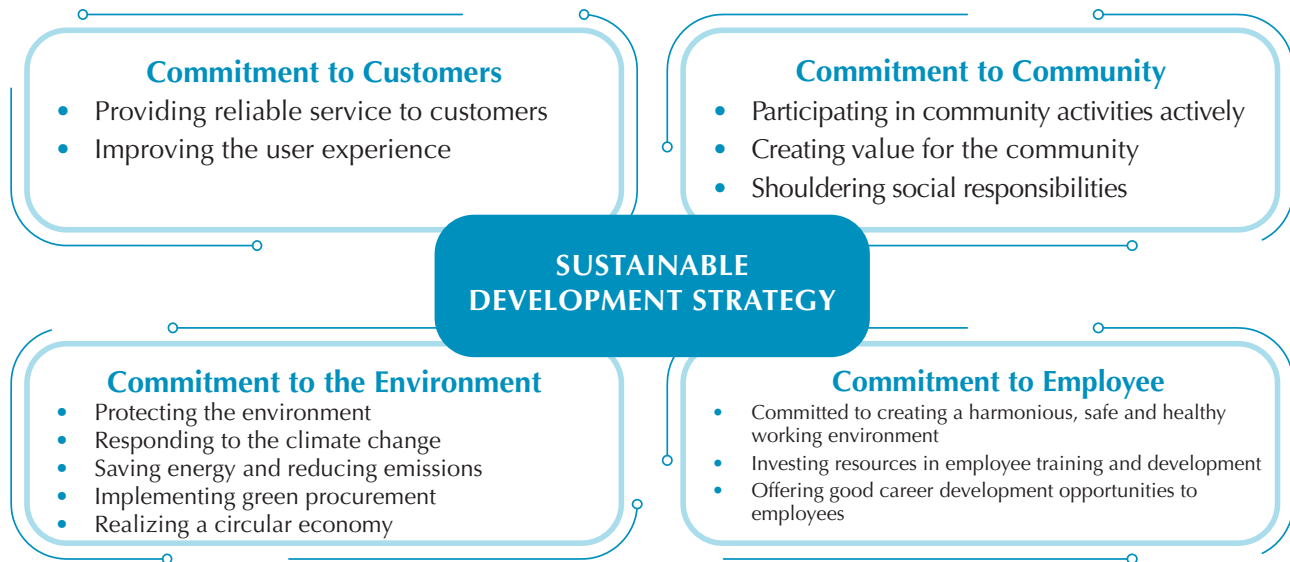 Commitment to Customers
• Providing reliable service to customers
• Improving the user experience
Commitment to Community
• Participating in community activities actively
• Creating value for the community
• Shouldering social responsibilities
SUSTAINABLE
DEVELOPMENT STRATEGY
Commitment to the Environment
• Protecting the environment
• Responding to the climate change
• Saving energy and reducing emissions
• Implementing green procurement
• Realizing a circular economy
Commitment to Employee
• Committed to creating a harmonious, safe and healthy
working environment
• Investing resources in employee training and development
• Offering good career development opportunities to
employees